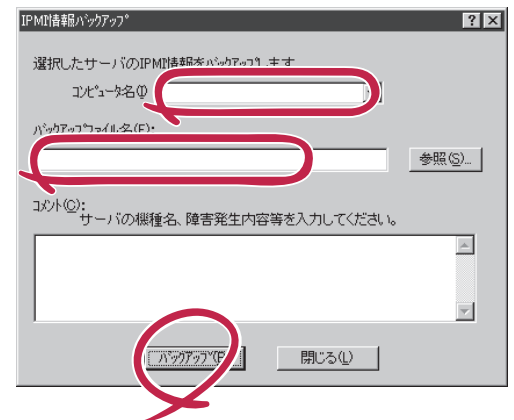 IPMI情報バックアップ
選択したサーバのIPMI情報をバックアップします
コンピュータ名(I
バックアップファイル名(F):
参照(S)...
コメント(C):
サーバの機種名、障害発生内容等を入力してください。
バックアップ(P)
閉じる(L)